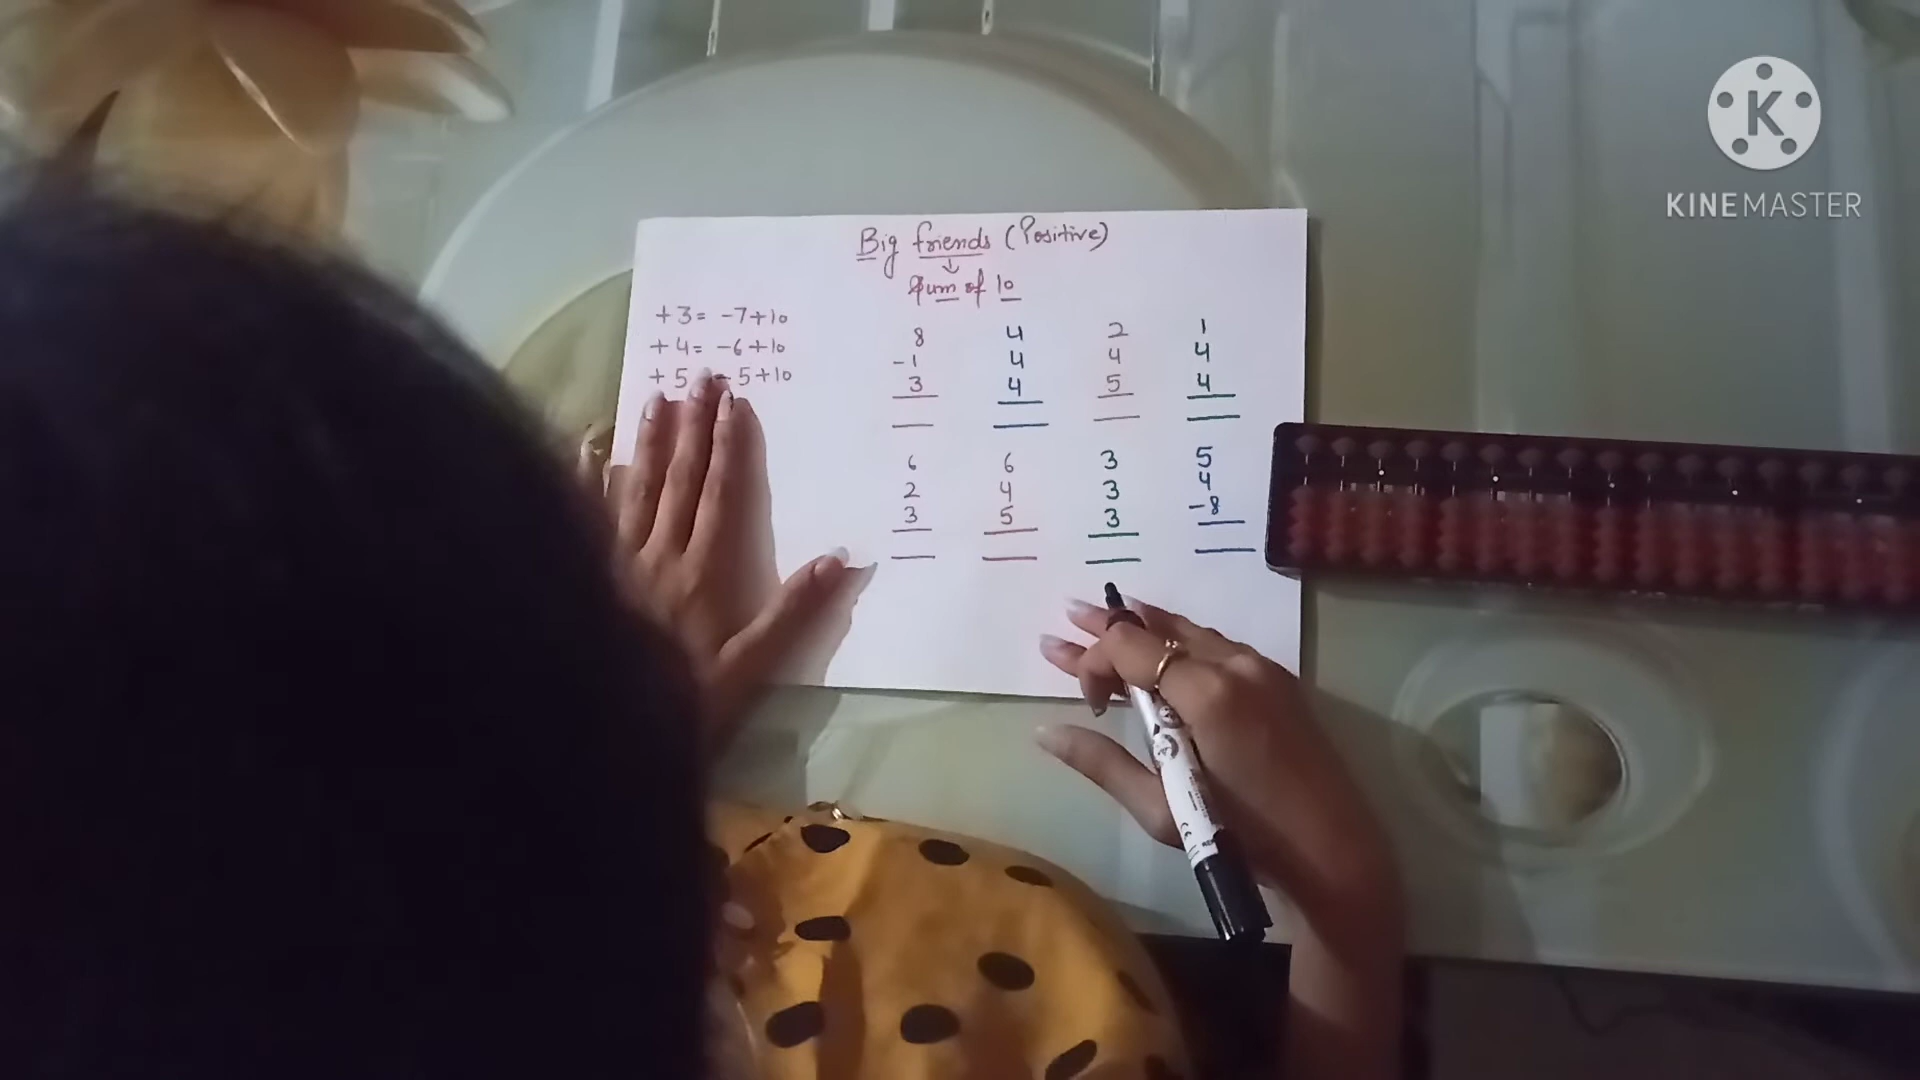 Big friends (Positive)
Sum of 10
+3= -7+10
+4= -6+10
+5 = -5+10
8 4 2 1
-1 4 4 4
3 4 5 4
6 6 3 5
2 4 3 4
3 5 3 -8
K
KINEMASTER